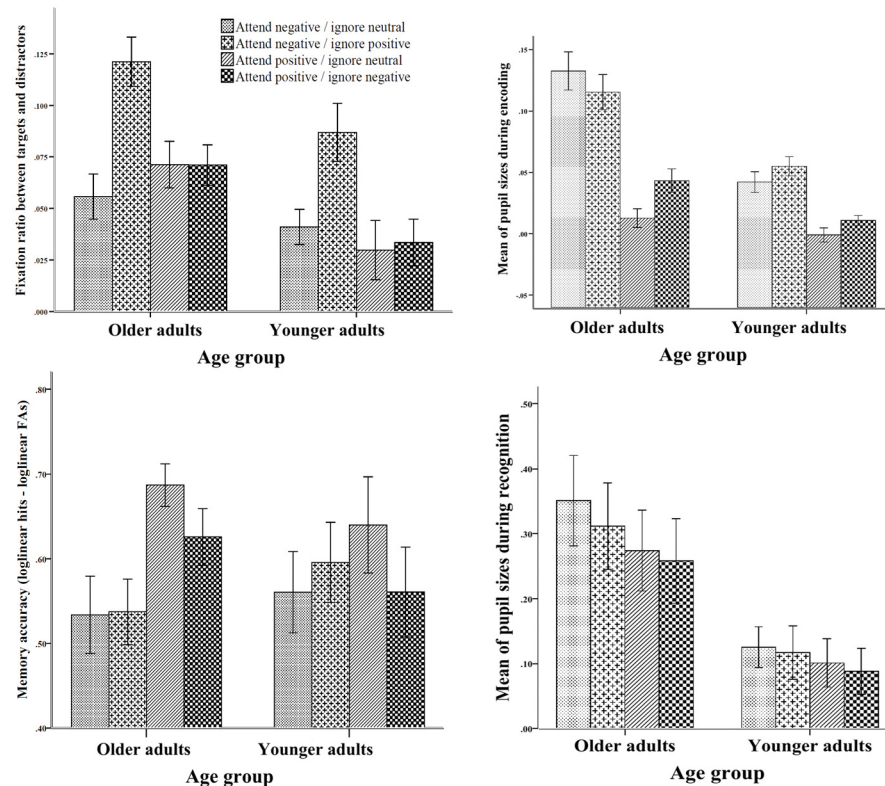 Fixation ratio between targets and distractors
.125
.100
.075
.050
.025
.000
Attend negative / ignore neutral
Attend negative / ignore positive
Attend positive / ignore neutral
Attend positive / ignore negative
Older adults
Younger adults
Age group
Mean of pupil sizes during encoding
.15
.10
.05
.00
-.05
Older adults
Younger adults
Age group
Memory accuracy (loglinear hits - loglinear FAs)
.80
.70
.60
.50
.40
Older adults
Younger adults
Age group
Mean of pupil sizes during recognition
.50
.40
.30
.20
.10
.00
Older adults
Younger adults
Age group